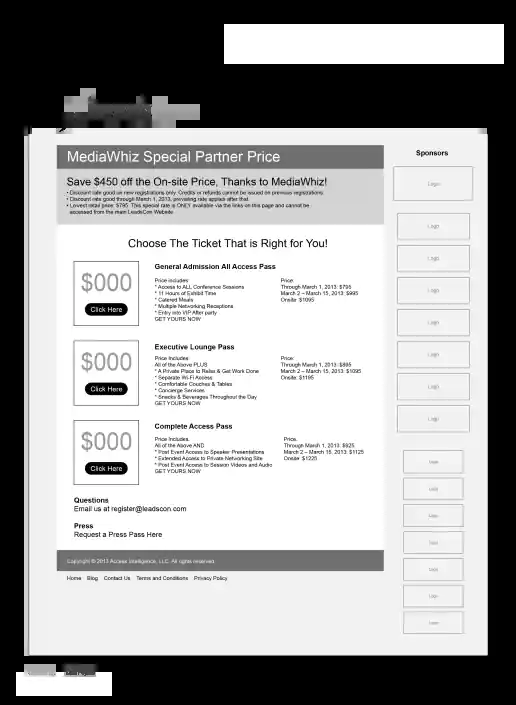 MediaWhiz Special Partner Price
Sponsors
Save $450 off the On-site Price, Thanks to MediaWhiz!
• Discount rate good on new registrations only. Credits or refunds cannot be issued on previous registrations.
• Discount rate good through March 1, 2013, prevailing rate applies after that.
• Lowest retail price: $795. This special rate is ONLY available via the links on this page and cannot be
accessed from the main LeadsCon Website
Choose The Ticket That is Right for You!
$000
Click Here
General Admission All Access Pass
Price includes:
* Access to ALL Conference Sessions
* 11 Hours of Exhibit Time
* Catered Meals
* Multiple Networking Receptions
* Entry into VIP After party
GET YOURS NOW
Price:
Through March 1, 2013: $795
March 2 – March 15, 2013: $995
Onsite: $1095
$000
Click Here
Executive Lounge Pass
Price Includes:
All of the Above PLUS
* A Private Place to Relax & Get Work Done
* Separate Wi-Fi Access
* Comfortable Couches & Tables
* Concierge Services
* Snacks & Beverages Throughout the Day
GET YOURS NOW
Price:
Through March 1, 2013: $895
March 2 – March 15, 2013: $1095
Onsite: $1195
$000
Click Here
Complete Access Pass
Price Includes:
All of the Above AND
* Post Event Access to Speaker Presentations
* Extended Access to Private Networking Site
* Post Event Access to Session Videos and Audio
GET YOURS NOW
Price:
Through March 1, 2013: $925
March 2 – March 15, 2013: $1125
Onsite: $1225
Questions
Email us at register@leadscon.com
Press
Request a Press Pass Here
Copyright © 2013 Access Intelligence, LLC. All rights reserved.
Home Blog Contact Us Terms and Conditions Privacy Policy
Logo
Logo
Logo
Logo
Logo
Logo
Logo
Logo